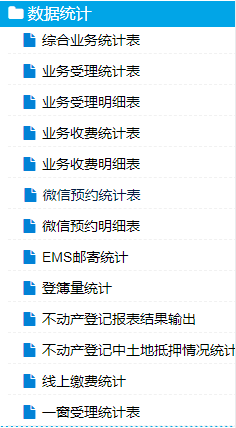 数据统计
综合业务统计表
业务受理统计表
业务受理明细表
业务收费统计表
业务收费明细表
微信预约统计表
微信预约明细表
EMS邮寄统计
登簿量统计
不动产登记报表结果输出
不动产登记中土地抵押情况统计
线上缴费统计
一窗受理统计表